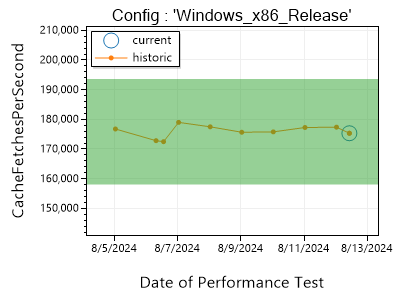 Config : 'Windows_x86_Release'
210,000
200,000
190,000
180,000
170,000
160,000
150,000
CacheFetchesPerSecond
current
historic
8/5/2024
8/7/2024
8/9/2024
8/11/2024
8/13/2024
Date of Performance Test